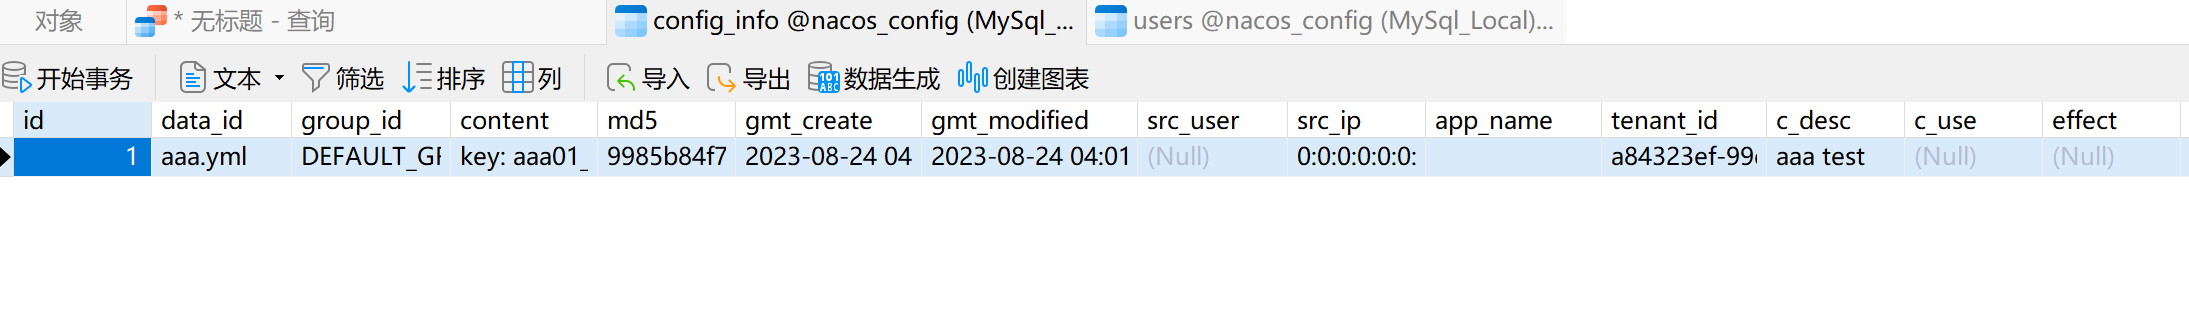 对象 * 无标题 - 查询 config_info @nacos_config (MySql_... users @nacos_config (MySql_Local)...
开始事务 文本 筛选 排序 列 导入 导出 数据生成 创建图表
id data_id group_id content md5 gmt_create gmt_modified src_user src_ip app_name tenant_id c_desc c_use effect
1 aaa.yml DEFAULT_GF key: aaa01_ 9985b84f7 2023-08-24 04 2023-08-24 04:01 (Null) 0:0:0:0:0:0: a84323ef-99 aaa test (Null) (Null)